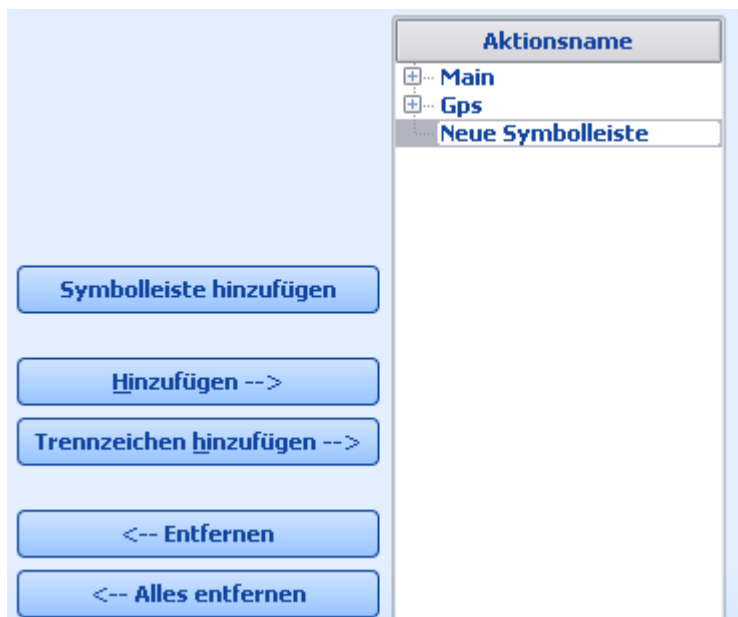 Aktionsname
Main
Gps
Neue Symbolleiste
Symbolleiste hinzufügen
Hinzufügen -->
Trennzeichen hinzufügen -->
<-- Entfernen
<-- Alles entfernen